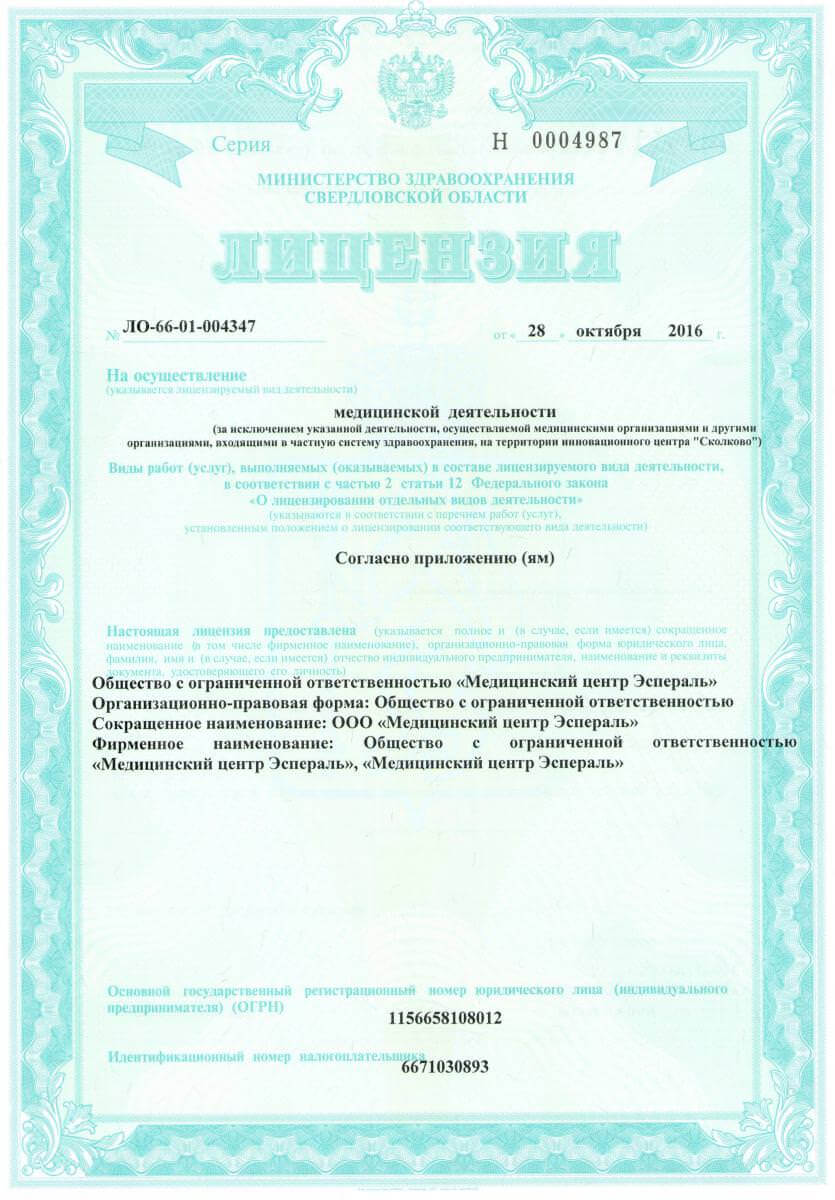 Серия
Н 0004987
МИНИСТЕРСТВО ЗДРАВООХРАНЕНИЯ
СВЕРДЛОВСКОЙ ОБЛАСТИ
ЛИЦЕНЗИЯ
№ ЛО-66-01-004347 от « 28 » октября 2016 г.
На осуществление
(указывается лицензируемый вид деятельности)
медицинской деятельности
(за исключением указанной деятельности, осуществляемой медицинскими организациями и другими
организациями, входящими в частную систему здравоохранения, на территории инновационного центра "Сколково")
Виды работ (услуг), выполняемых (оказываемых) в составе лицензируемого вида деятельности,
в соответствии с частью 2 статьи 12 Федерального закона
«О лицензировании отдельных видов деятельности»
(указываются в соответствии с перечнем работ (услуг),
установленным положением о лицензировании соответствующего вида деятельности)
Согласно приложению (ям)
Настоящая лицензия предоставлена (указывается полное и (в случае, если имеется) сокращенное
наименование (в том числе фирменное наименование), организационно-правовая форма юридического лица,
фамилия, имя и (в случае, если имеется) отчество индивидуального предпринимателя, наименование и реквизиты
документа, удостоверяющего его личность)
Общество с ограниченной ответственностью «Медицинский центр Эспераль»
Организационно-правовая форма: Общество с ограниченной ответственностью
Сокращенное наименование: ООО «Медицинский центр Эспераль»
Фирменное наименование: Общество с ограниченной ответственностью
«Медицинский центр Эспераль», «Медицинский центр Эспераль»
Основной государственный регистрационный номер юридического лица (индивидуального
предпринимателя) (ОГРН)
1156658108012
Идентификационный номер налогоплательщика
6671030893